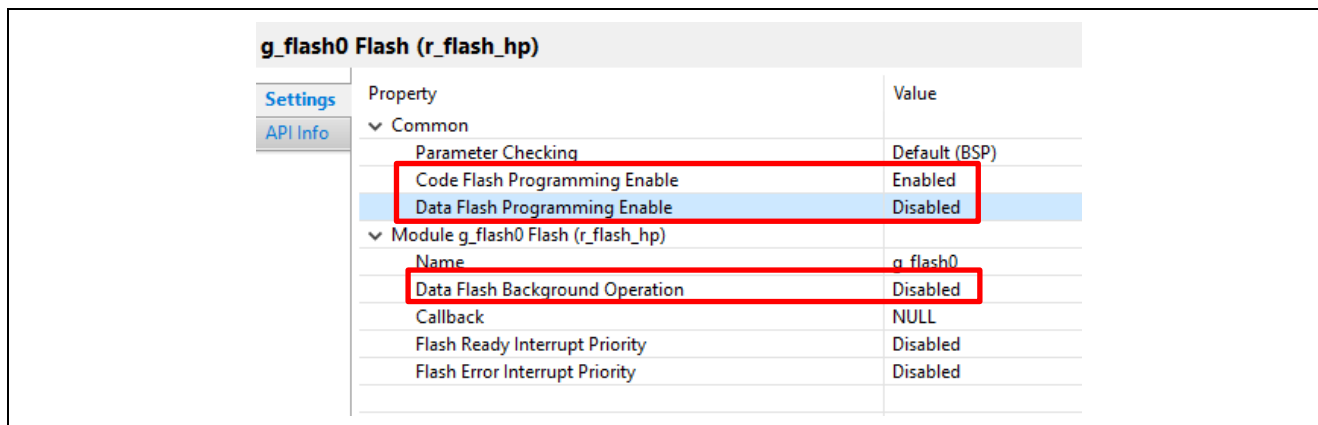 g_flash0 Flash (r_flash_hp)
Settings Property Value
API Info Common
Parameter Checking Default (BSP)
Code Flash Programming Enable Enabled
Data Flash Programming Enable Disabled
Module g_flash0 Flash (r_flash_hp)
Name g_flash0
Data Flash Background Operation Disabled
Callback NULL
Flash Ready Interrupt Priority Disabled
Flash Error Interrupt Priority Disabled